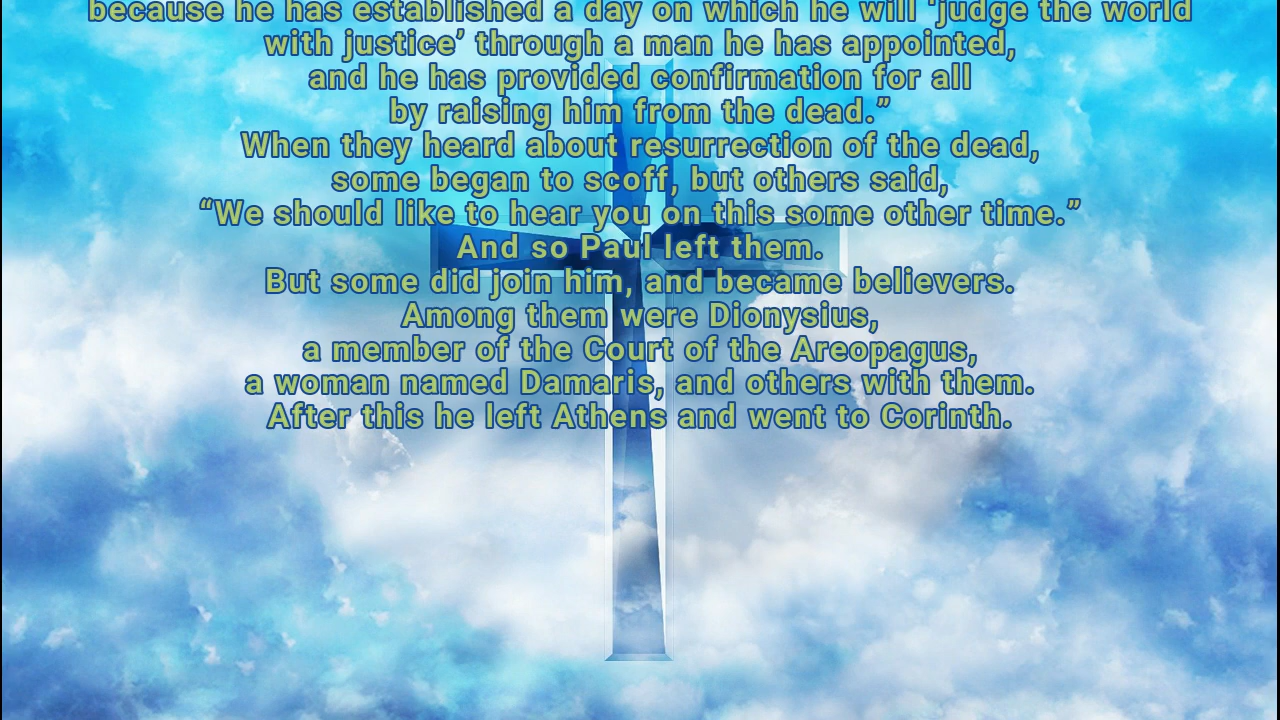 because he has established a day on which he will ‘judge the world
with justice’ through a man he has appointed,
and he has provided confirmation for all
by raising him from the dead.”
When they heard about resurrection of the dead,
some began to scoff, but others said,
“We should like to hear you on this some other time.”
And so Paul left them.
But some did join him, and became believers.
Among them were Dionysius,
a member of the Court of the Areopagus,
a woman named Damaris, and others with them.
After this he left Athens and went to Corinth.